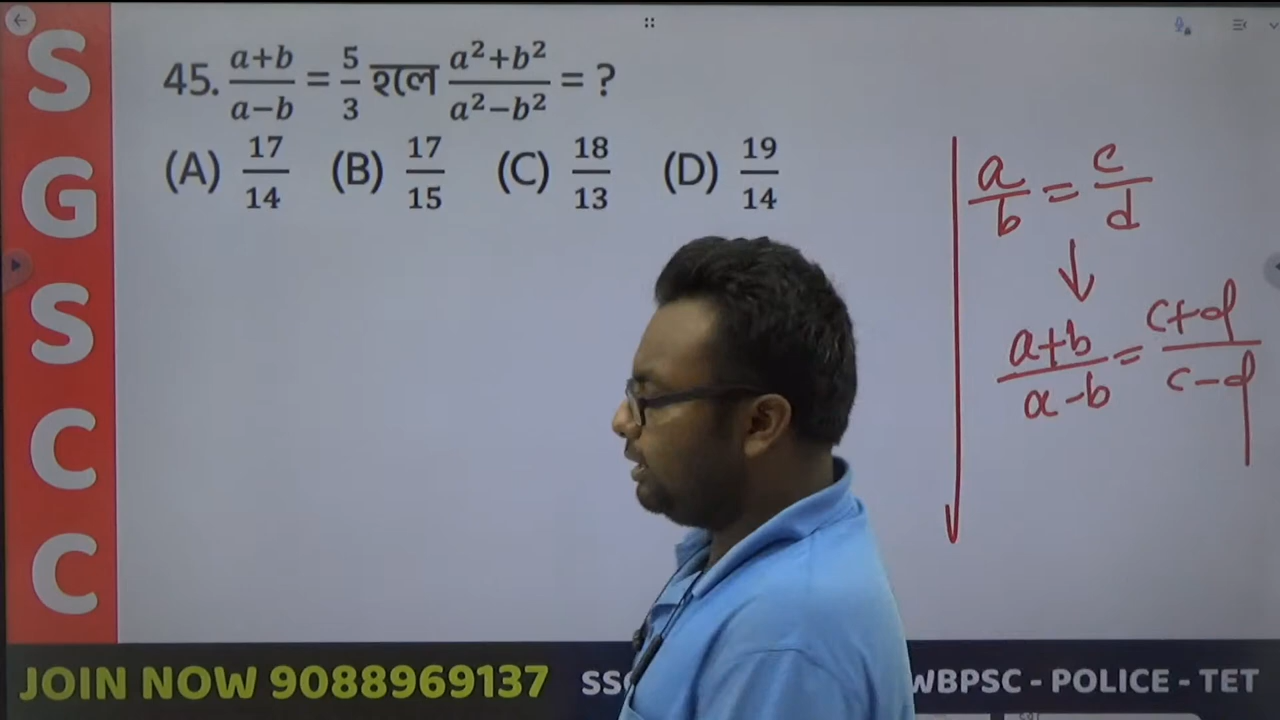 S
G
S
C
C
45. a+b/a−b = 5/3 হলে a²+b²/a²−b² = ?
(A) 17/14 (B) 17/15 (C) 18/13 (D) 19/14
a/b = c/d
↓
a+b/a−b = c+d/c−d
JOIN NOW 9088969137 WBPSC - POLICE - TET